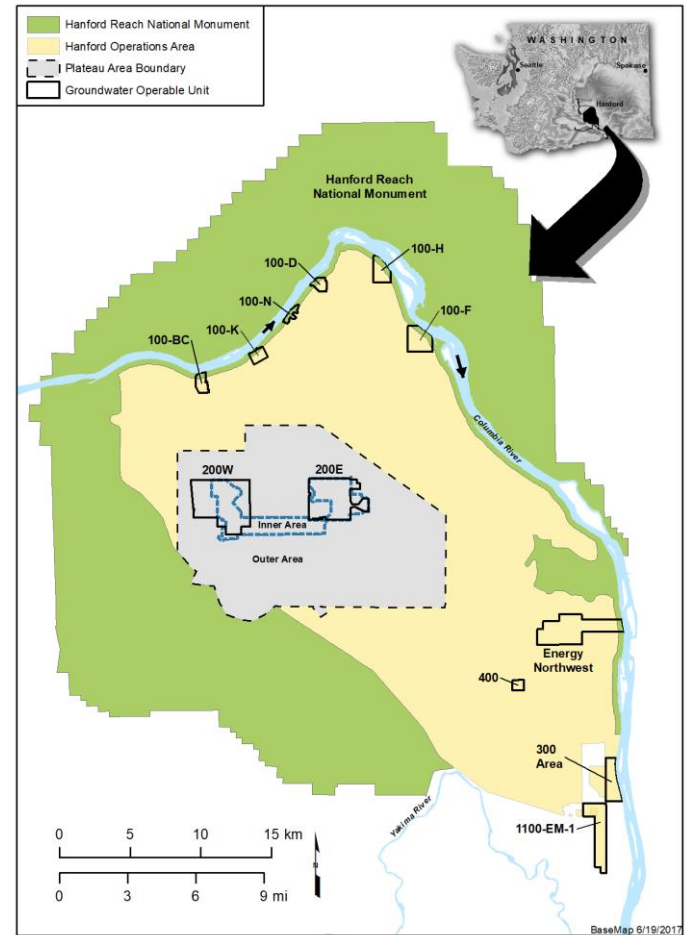 Hanford Reach National Monument
Hanford Operations Area
Plateau Area Boundary
Groundwater Operable Unit
WASHINGTON
Seattle
Spokane
Hanford
Hanford Reach
National Monument
100-H
100-D
100-N
100-F
100-K
100-BC
Columbia River
200W
200E
Inner Area
Outer Area
Energy
Northwest
400
300
Area
Yakima River
1100-EM-1
0 5 10 15 km
0 3 6 9 mi
N
BaseMap 6/19/2017